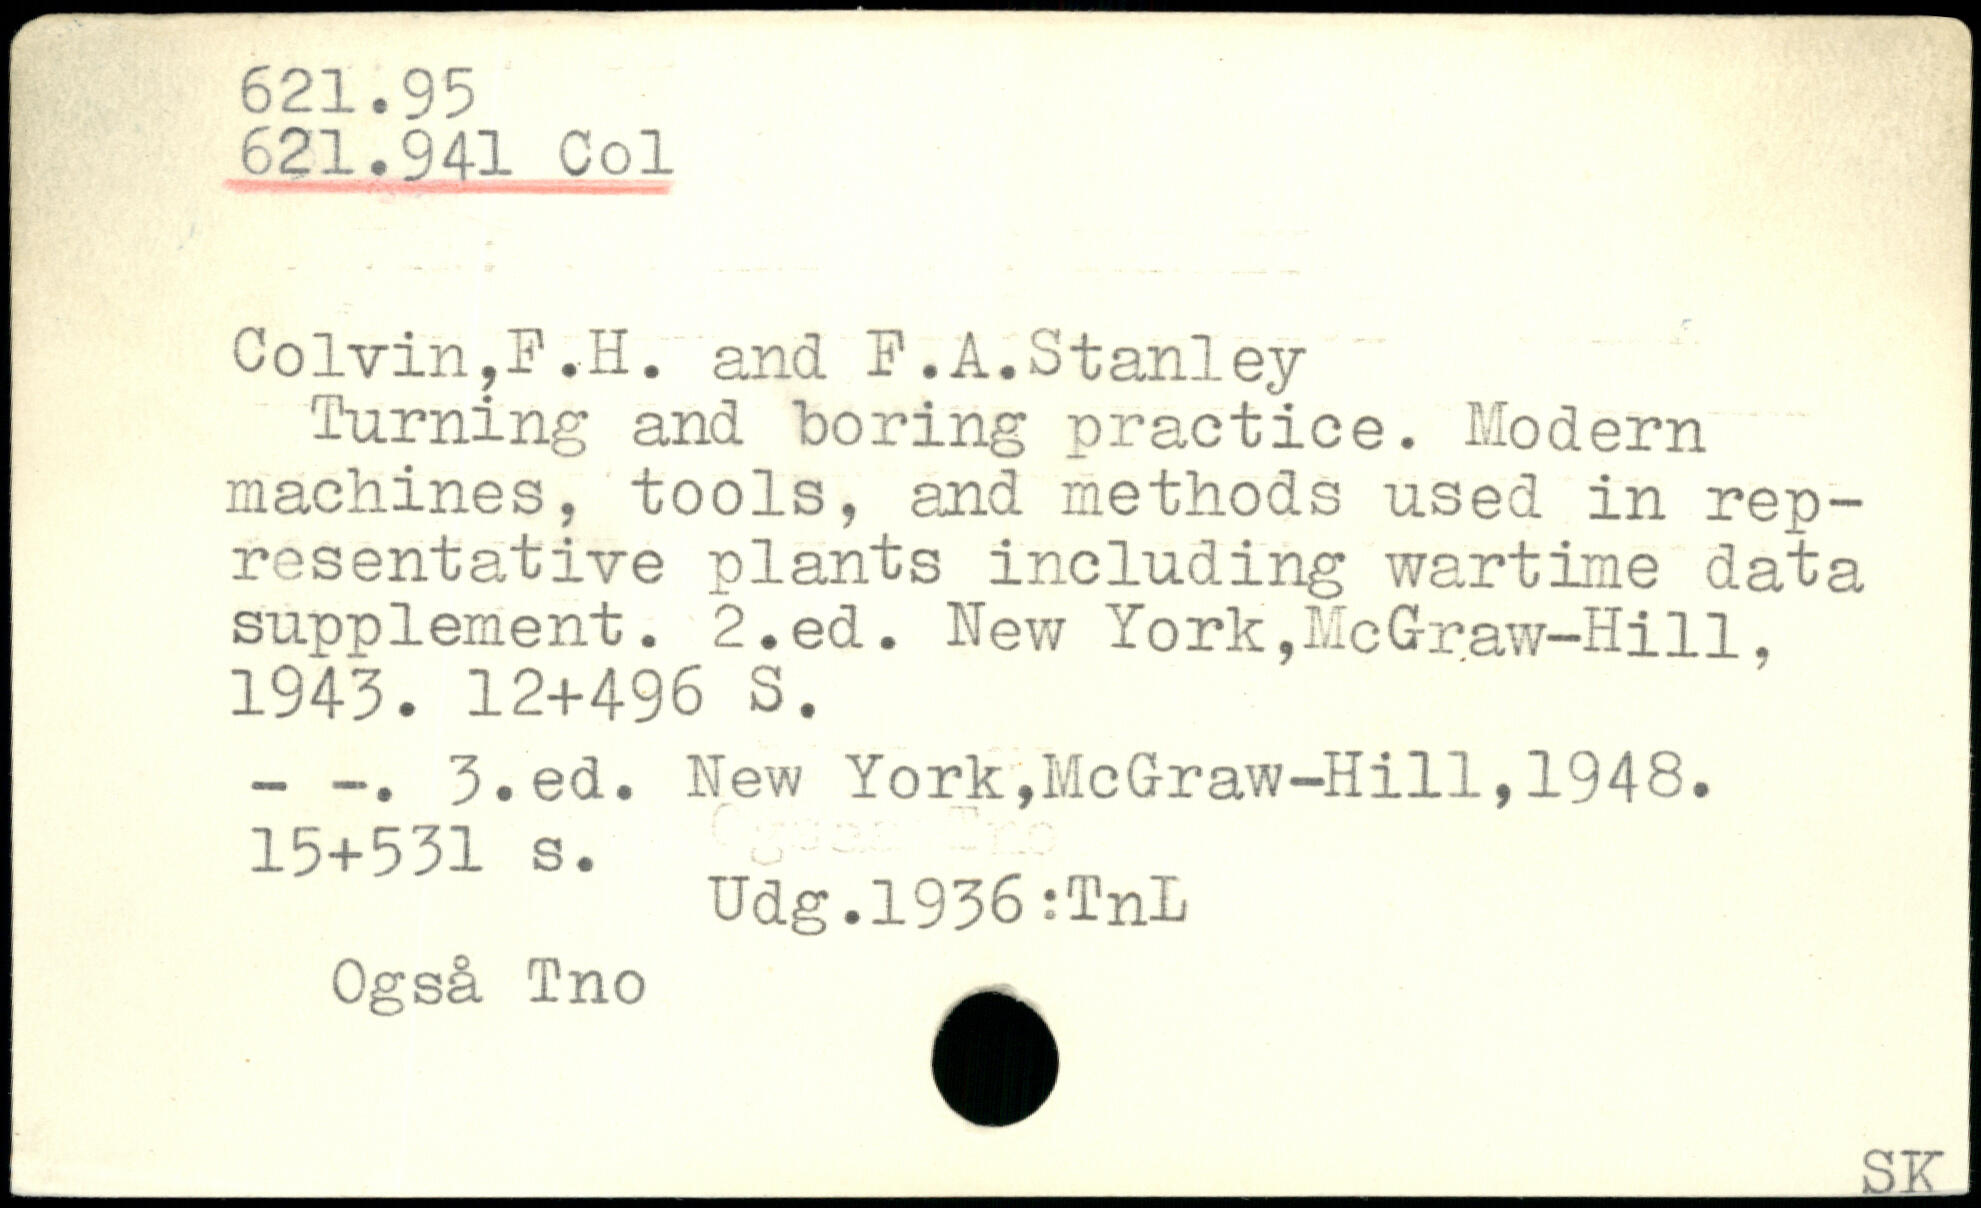 621.95
621.941 Col
Colvin,F.H. and F.A.Stanley
Turning and boring practice. Modern
machines, tools, and methods used in rep-
resentative plants including wartime data
supplement. 2.ed. New York,McGraw-Hill,
1943. 12+496 S.
- -. 3.ed. New York,McGraw-Hill,1948.
15+531 s.
Udg.1936:TnL
Også Tno
SK